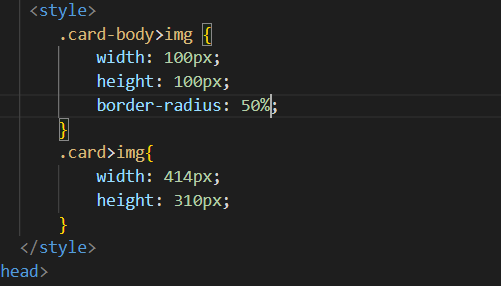 <style>
.card-body>img {
width: 100px;
height: 100px;
border-radius: 50%;
}
.card>img{
width: 414px;
height: 310px;
}
</style>
head>